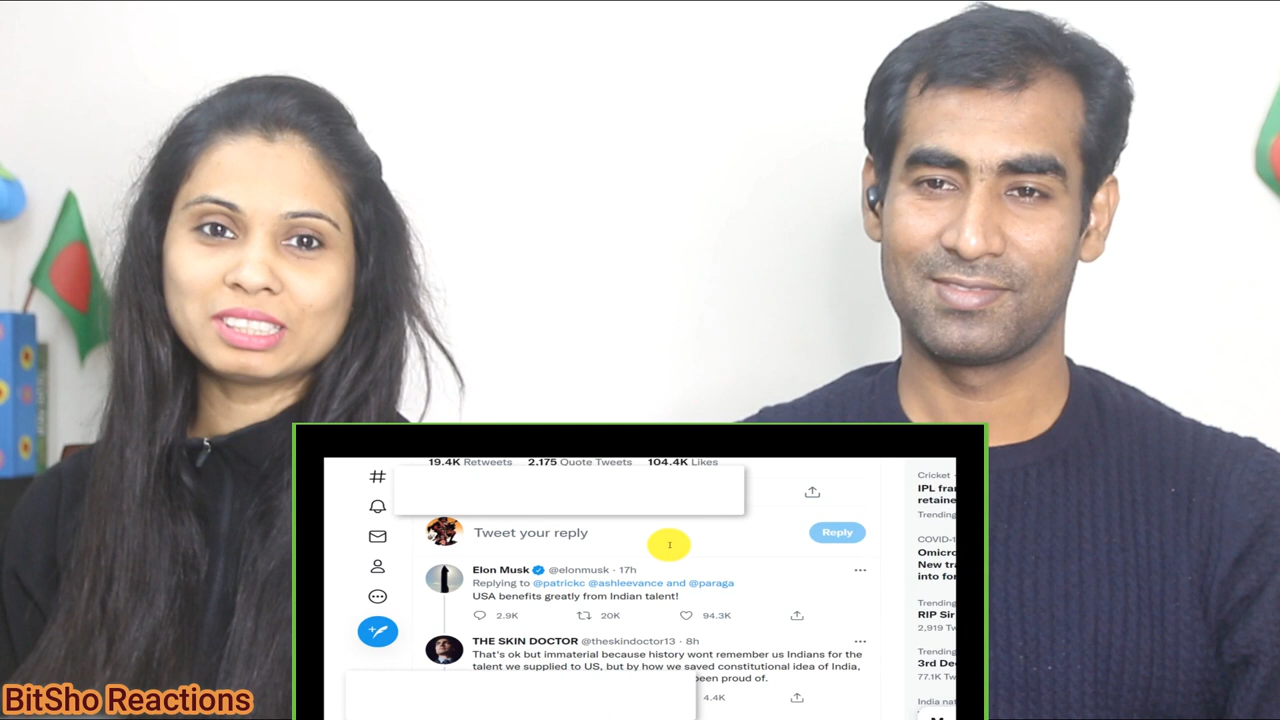 19.4K Retweets 2,175 Quote Tweets 104.4K Likes
Tweet your reply
Reply
Elon Musk @elonmusk · 17h
Replying to @patrickc @ashleevance and @paraga
USA benefits greatly from Indian talent!
2.9K 20K 94.3K
THE SKIN DOCTOR @theskindoctor13 · 8h
That's ok but immaterial because history wont remember us Indians for the
talent we supplied to US, but by how we saved constitutional idea of India,
been proud of.
4.4K
Cricket
IPL fra
retaine
Trending
COVID-1
Omicro
New tra
into for
Trending
RIP Sir
2,919 Tw
Trending
3rd De
77.1K Tw
India nat
BitSho Reactions